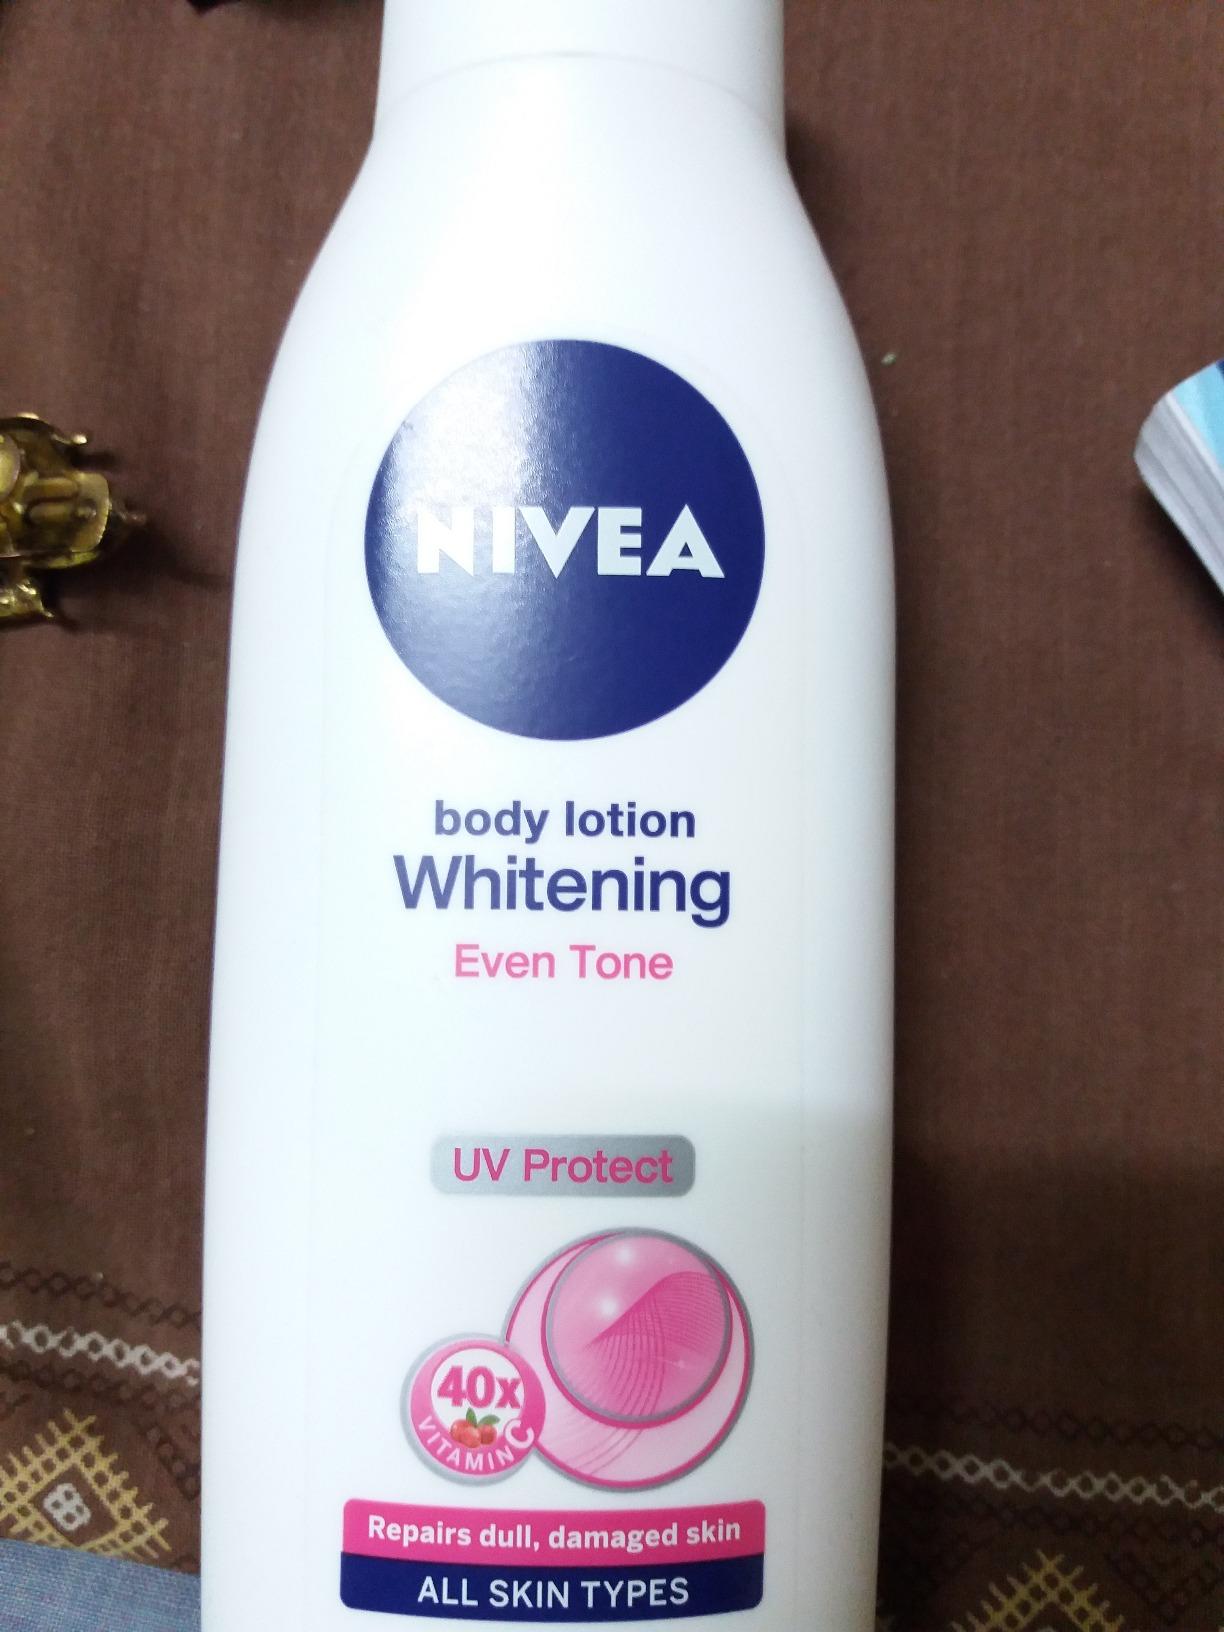 NIVEA
body lotion
Whitening
Even Tone
UV Protect
40x
VITAMIN C
Repairs dull, damaged skin
ALL SKIN TYPES